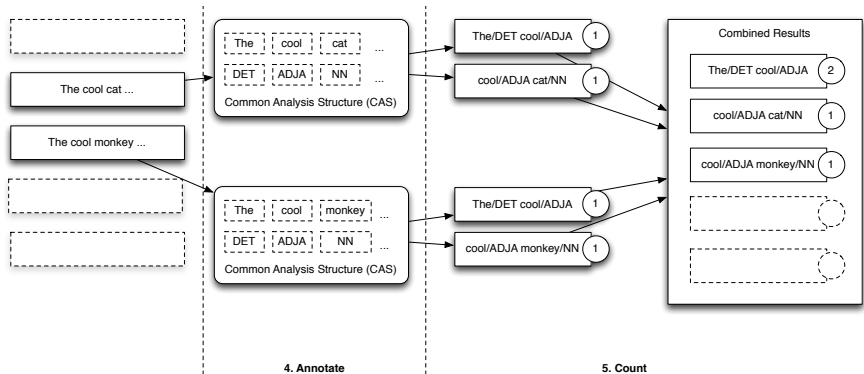 The cool cat ...
The cool monkey ...
The cool cat ...
DET ADJA NN ...
Common Analysis Structure (CAS)
The cool monkey ...
DET ADJA NN ...
Common Analysis Structure (CAS)
4. Annotate
The/DET cool/ADJA 1
cool/ADJA cat/NN 1
The/DET cool/ADJA 1
cool/ADJA monkey/NN 1
5. Count
Combined Results
The/DET cool/ADJA 2
cool/ADJA cat/NN 1
cool/ADJA monkey/NN 1